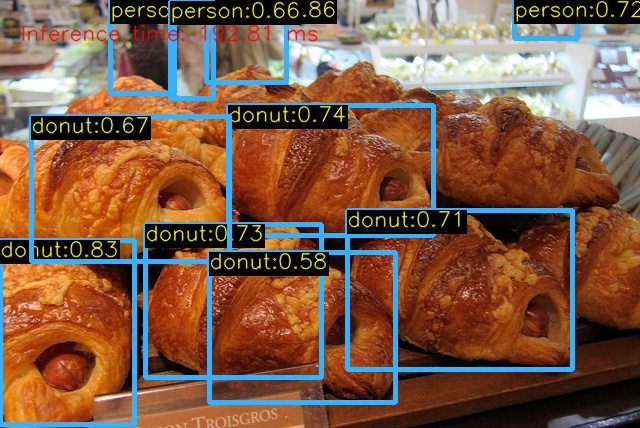 person:0.66.86
person:0.72
Inference time: 192.81 ms
donut:0.67
donut:0.74
donut:0.73
donut:0.71
donut:0.83
donut:0.58
TROISGROS